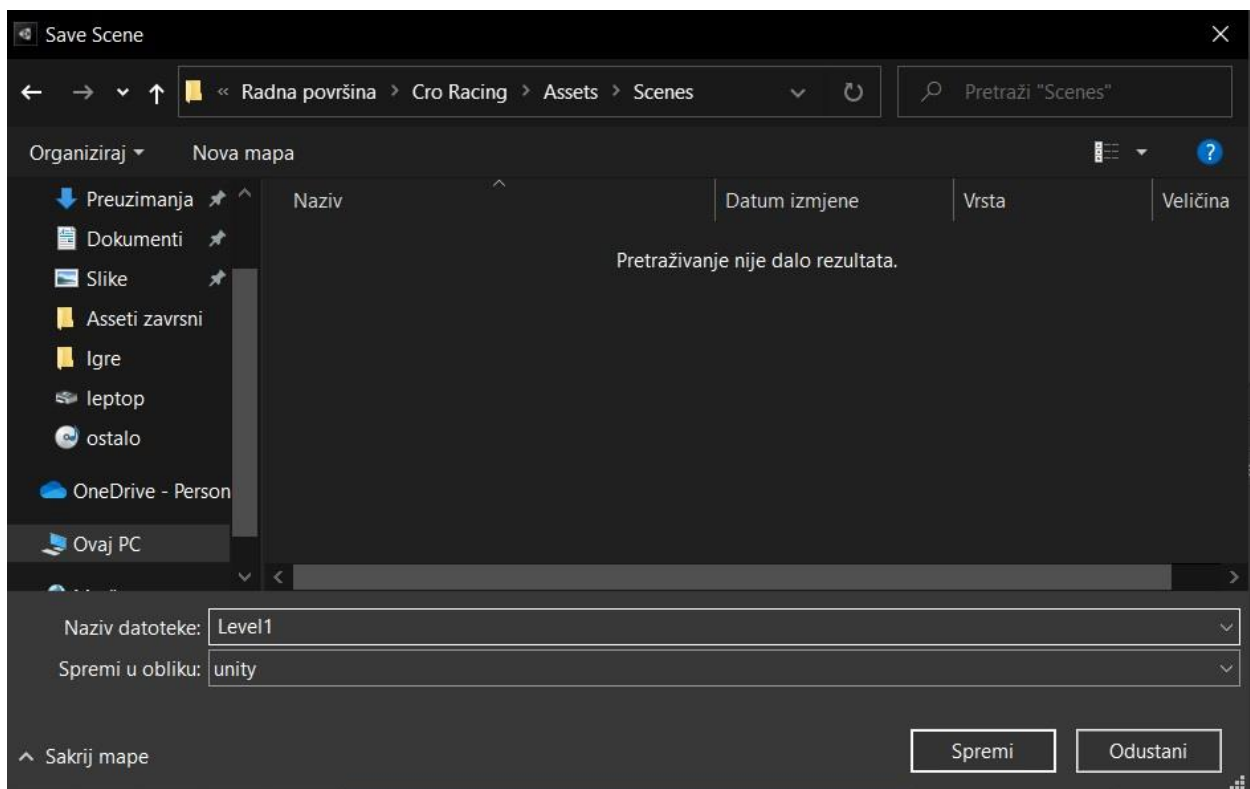 Save Scene
« Radna površina > Cro Racing > Assets > Scenes
Pretraži "Scenes"
Organiziraj
Nova mapa
?
Naziv
Datum izmjene
Vrsta
Veličina
Pretraživanje nije dalo rezultata.
Preuzimanja
Dokumenti
Slike
Asseti zavrsni
Igre
leptop
ostalo
OneDrive - Person
Ovaj PC
Naziv datoteke: Level1
Spremi u obliku: unity
Sakrij mape
Spremi
Odustani